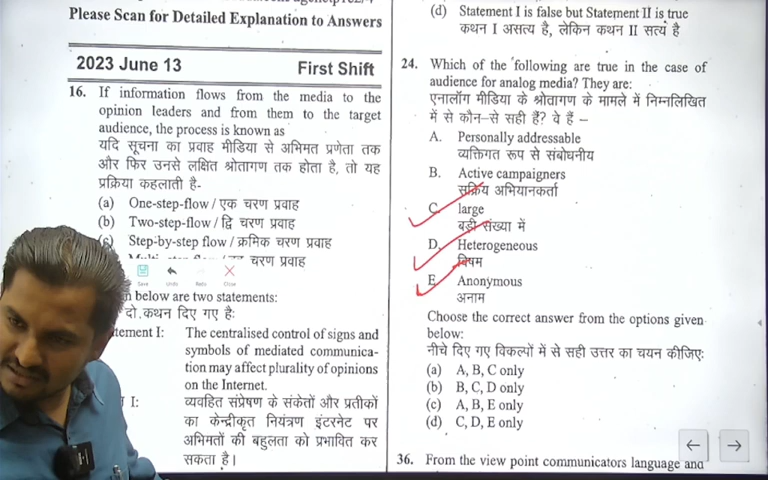 Please Scan for Detailed Explanation to Answers
2023 June 13 First Shift
16. If information flows from the media to the
opinion leaders and from them to the target
audience, the process is known as
यदि सूचना का प्रवाह मीडिया से अभिमत प्रणेता तक
और फिर उनसे लक्षित श्रोतागण तक होता है, तो यह
प्रक्रिया कहलाती है-
(a) One-step-flow / एक चरण प्रवाह
(b) Two-step-flow / द्वि चरण प्रवाह
(c) Step-by-step flow / क्रमिक चरण प्रवाह
चरण प्रवाह
Save Undo Redo Close
below are two statements:
दो कथन दिए गए है:
tement I: The centralised control of signs and
symbols of mediated communica-
tion may affect plurality of opinions
on the Internet.
I: व्यवहित संप्रेषण के संकेतों और प्रतीकों
का केन्द्रीकृत नियंत्रण इंटरनेट पर
अभिमतों की बहुलता को प्रभावित कर
सकता है।
(d) Statement I is false but Statement II is true
कथन I असत्य है, लेकिन कथन II सत्य है
24. Which of the following are true in the case of
audience for analog media? They are:
एनालॉग मीडिया के श्रोतागण के मामले में निम्नलिखित
में से कौन-से सही हैं? वे हैं –
A. Personally addressable
व्यक्तिगत रूप से संबोधनीय
B. Active campaigners
सक्रिय अभियानकर्ता
C. large
बड़ी संख्या में
D. Heterogeneous
विषम
E. Anonymous
अनाम
Choose the correct answer from the options given
below:
नीचे दिए गए विकल्पों में से सही उत्तर का चयन कीजिए:
(a) A, B, C only
(b) B, C, D only
(c) A, B, E only
(d) C, D, E only
36. From the view point communicators language and